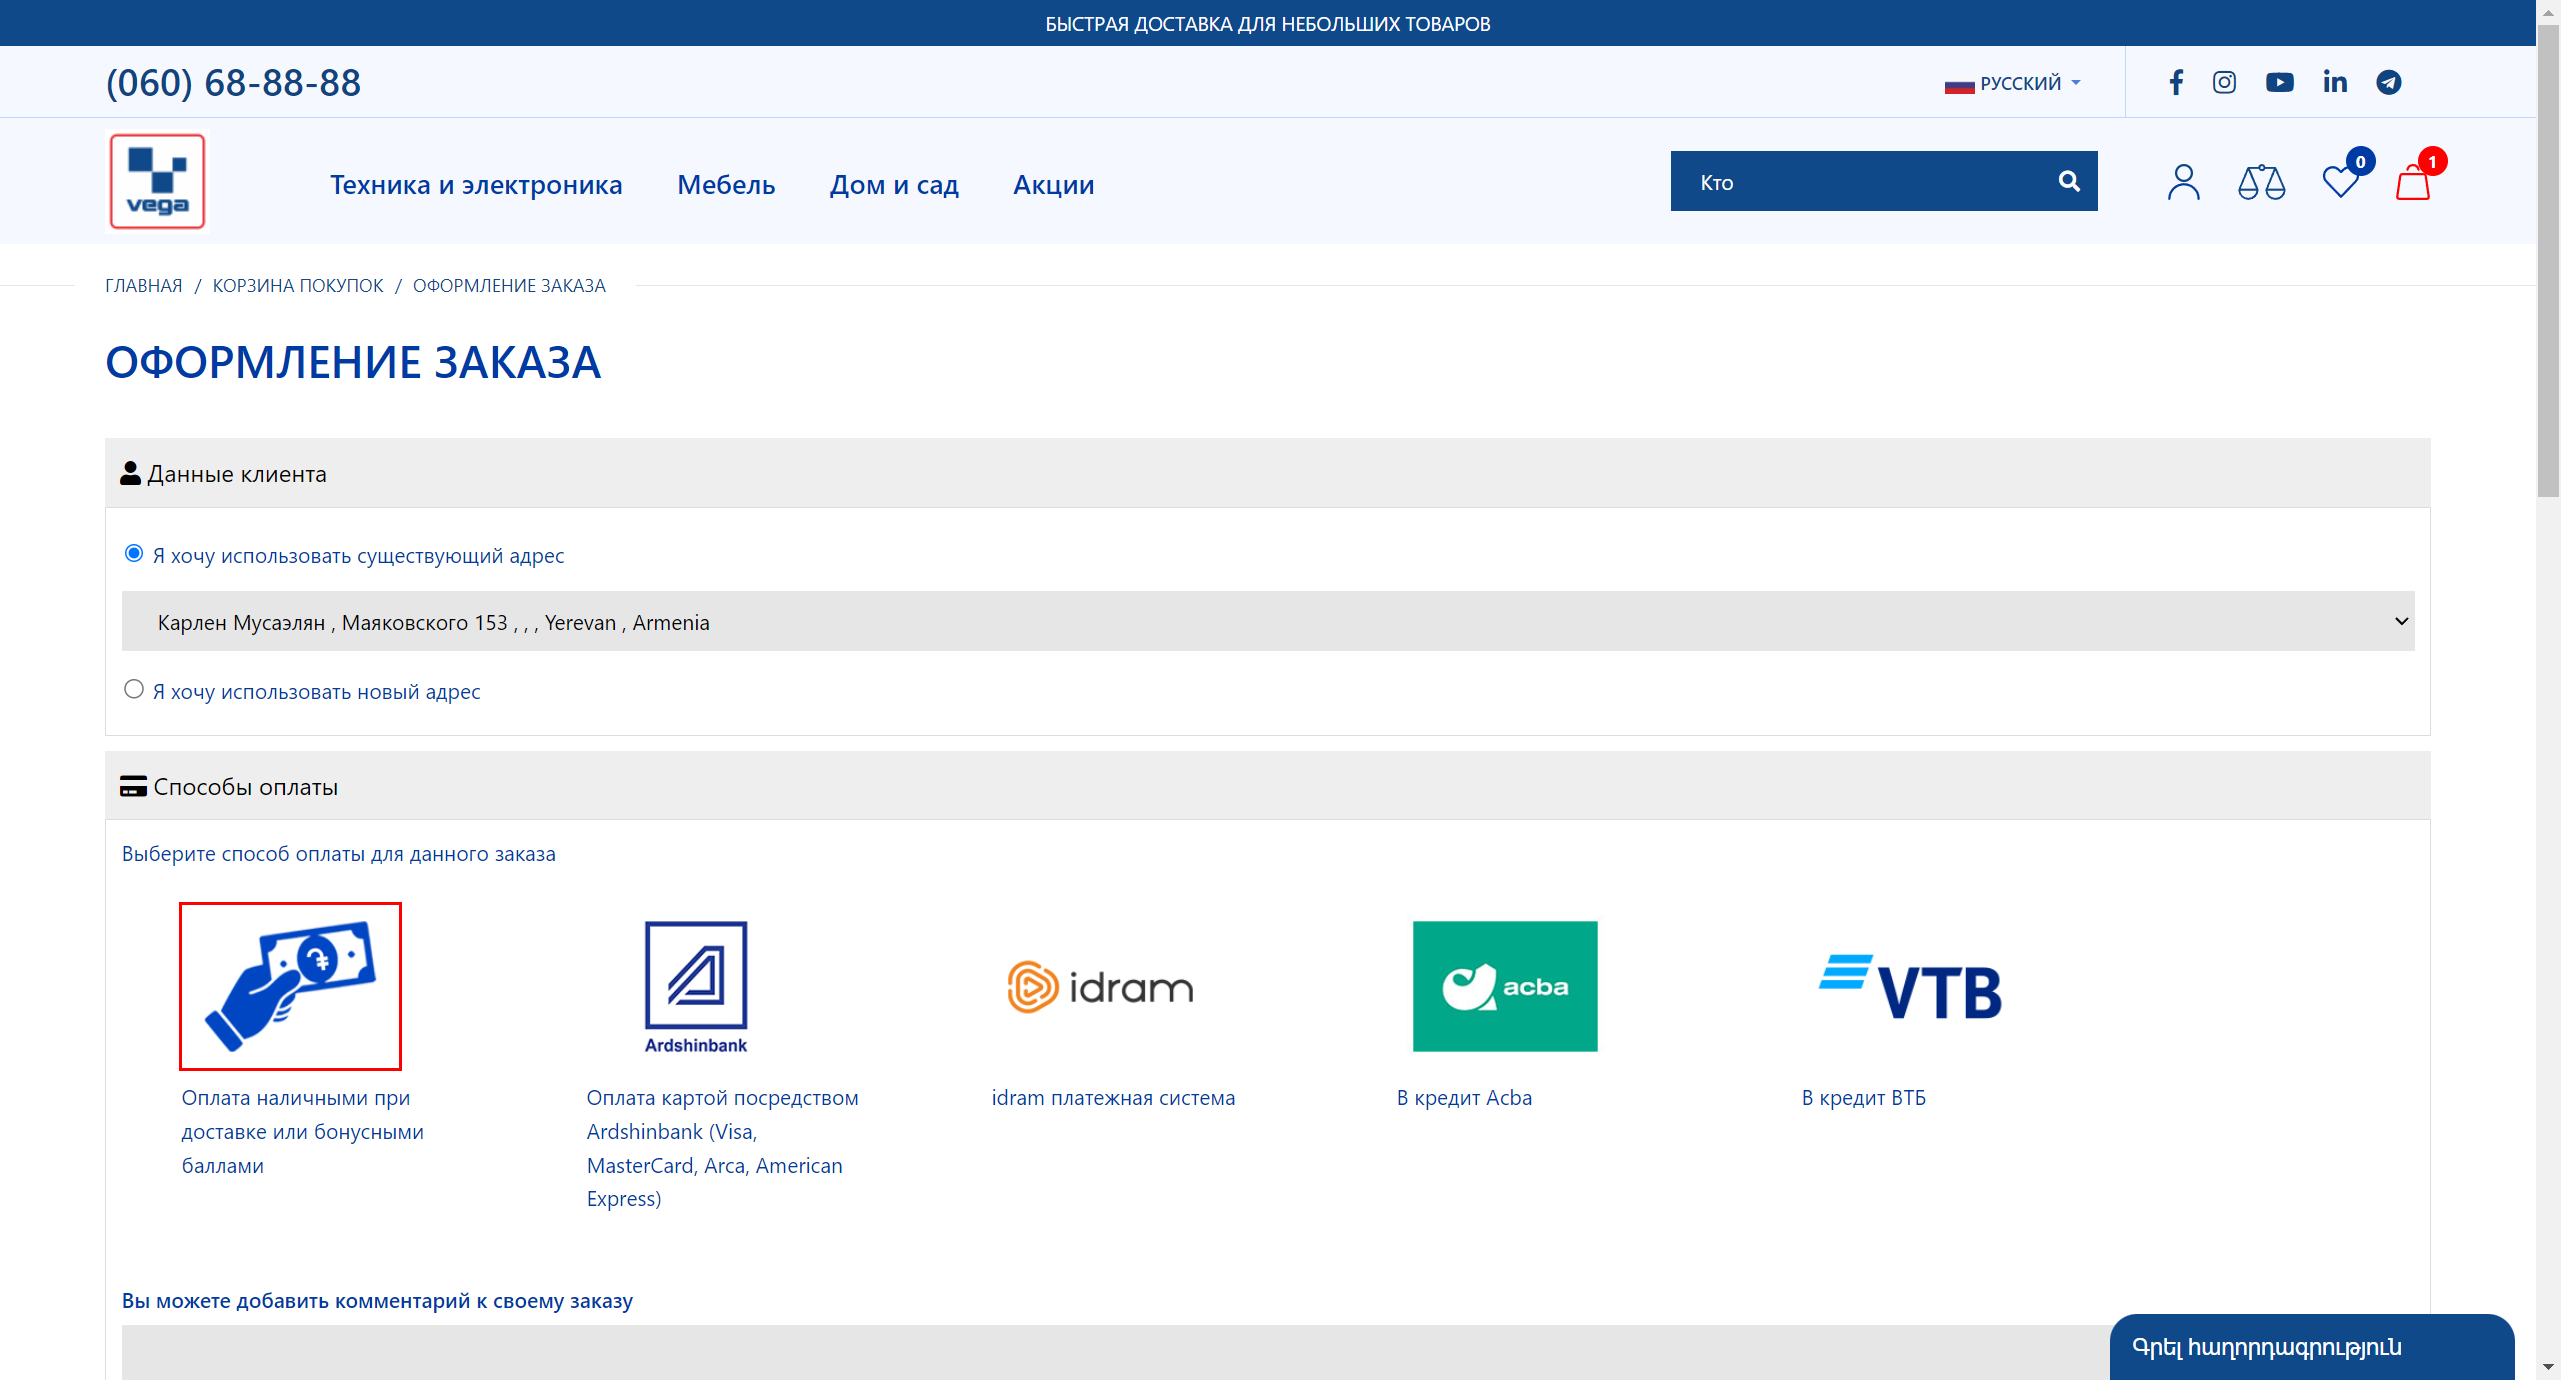 БЫСТРАЯ ДОСТАВКА ДЛЯ НЕБОЛЬШИХ ТОВАРОВ
(060) 68-88-88
РУССКИЙ
vega
Техника и электроника
Мебель
Дом и сад
Акции
Кто
0
1
ГЛАВНАЯ / КОРЗИНА ПОКУПОК / ОФОРМЛЕНИЕ ЗАКАЗА
ОФОРМЛЕНИЕ ЗАКАЗА
Данные клиента
Я хочу использовать существующий адрес
Карлен Мусаэлян , Маяковского 153 , , , Yerevan , Armenia
Я хочу использовать новый адрес
Способы оплаты
Выберите способ оплаты для данного заказа
Ardshinbank
idram
acba
VTB
Оплата наличными при
доставке или бонусными
баллами
Оплата картой посредством
Ardshinbank (Visa,
MasterCard, Arca, American
Express)
idram платежная система
В кредит Acba
В кредит ВТБ
Вы можете добавить комментарий к своему заказу
Գրել հաղորդագրություն